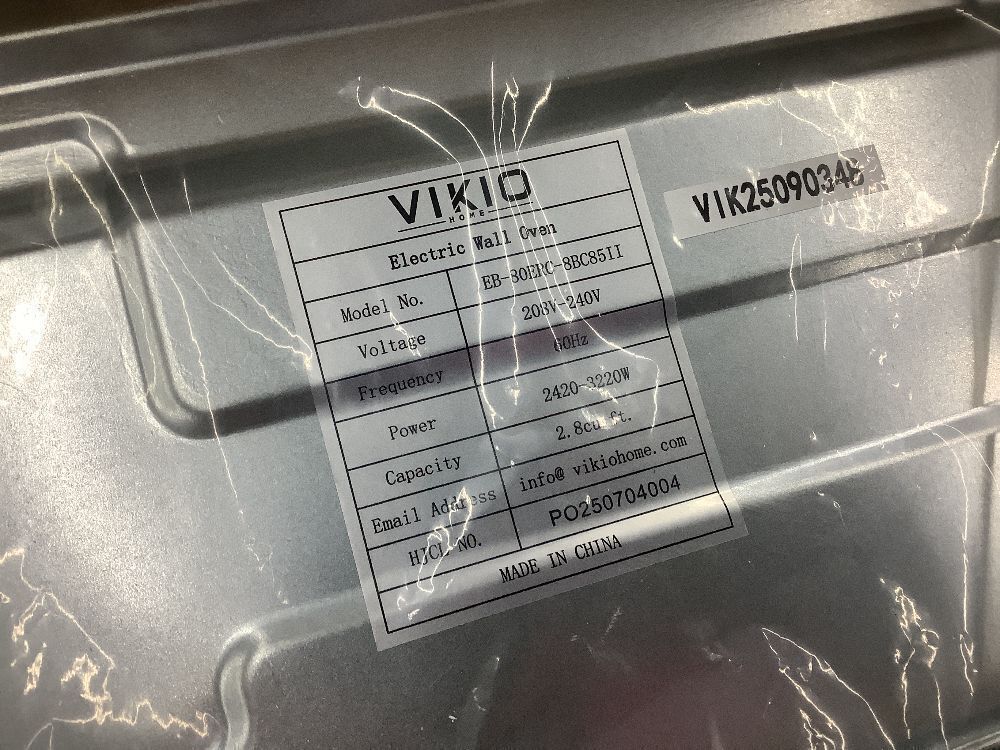 VIKIO
HOME
Electric Wall Oven
Model No. EB-80ERC-8BC85II
Voltage 208V-240V
Frequency 60Hz
Power 2420-3220W
Capacity 2.8cu.ft.
Email Address info@ vikiohome.com
HJCL NO. PO250704004
MADE IN CHINA
VIK25090348